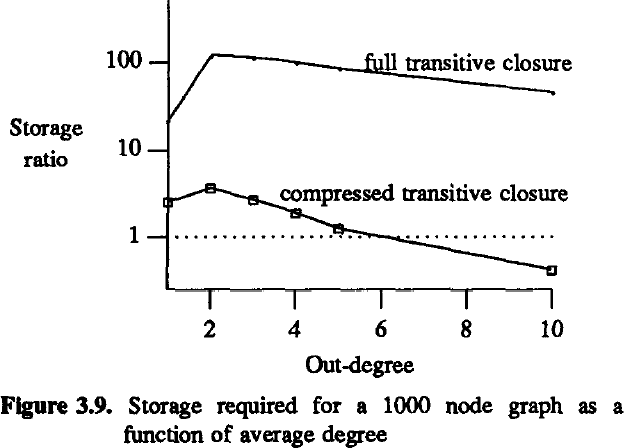 100
full transitive closure
Storage
ratio
10
compressed transitive closure
1
2 4 6 8 10
Out-degree
Figure 3.9. Storage required for a 1000 node graph as a
function of average degree